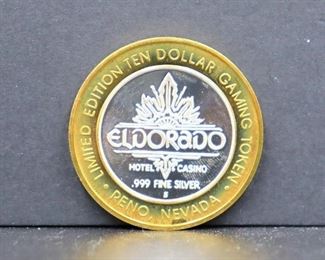 LIMITED EDITION TEN DOLLAR GAMING TOKEN
ELDORADO
HOTEL CASINO
.999 FINE SILVER
S
• RENO, NEVADA •